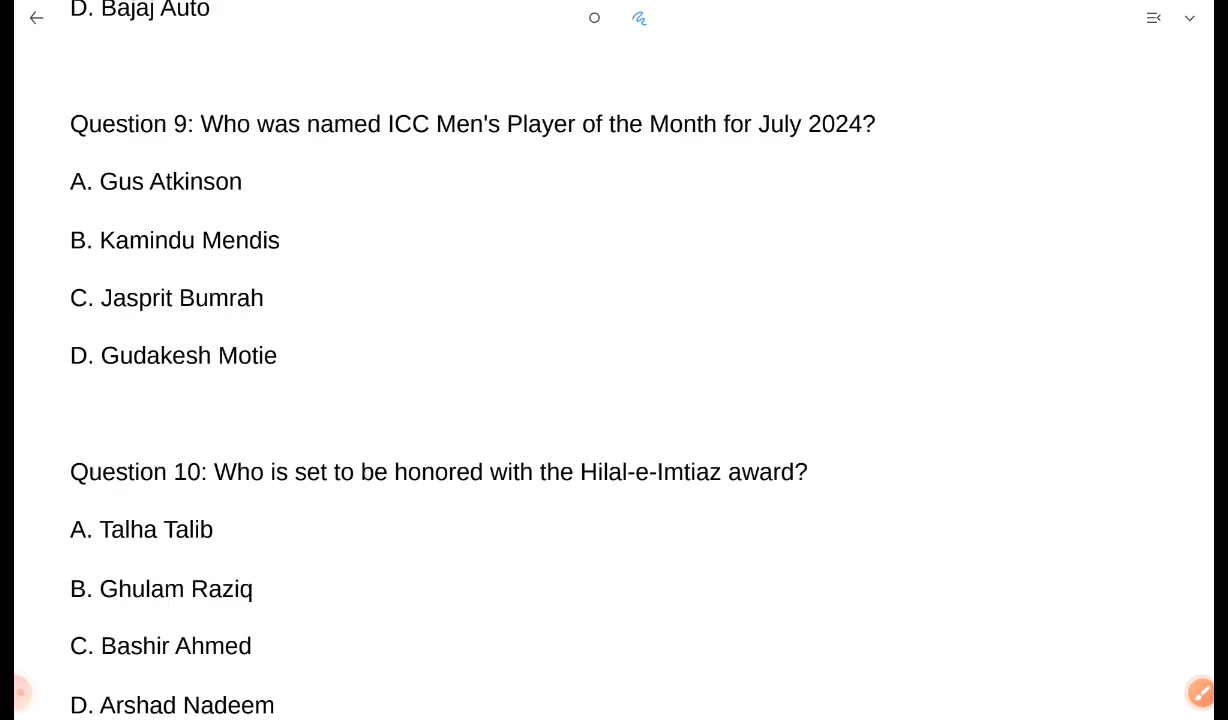 D. Bajaj Auto
Question 9: Who was named ICC Men's Player of the Month for July 2024?
A. Gus Atkinson
B. Kamindu Mendis
C. Jasprit Bumrah
D. Gudakesh Motie
Question 10: Who is set to be honored with the Hilal-e-Imtiaz award?
A. Talha Talib
B. Ghulam Raziq
C. Bashir Ahmed
D. Arshad Nadeem